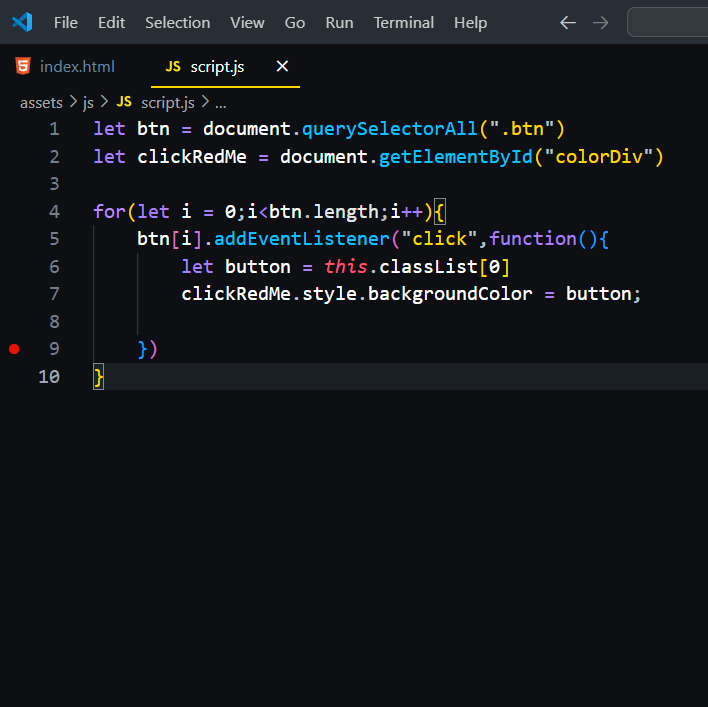 File Edit Selection View Go Run Terminal Help
index.html JS script.js
assets > js > JS script.js > ...
1 let btn = document.querySelectorAll(".btn")
2 let clickRedMe = document.getElementById("colorDiv")
3
4 for(let i = 0;i<btn.length;i++){
5     btn[i].addEventListener("click",function(){
6         let button = this.classList[0]
7         clickRedMe.style.backgroundColor = button;
8
9     })
10 }